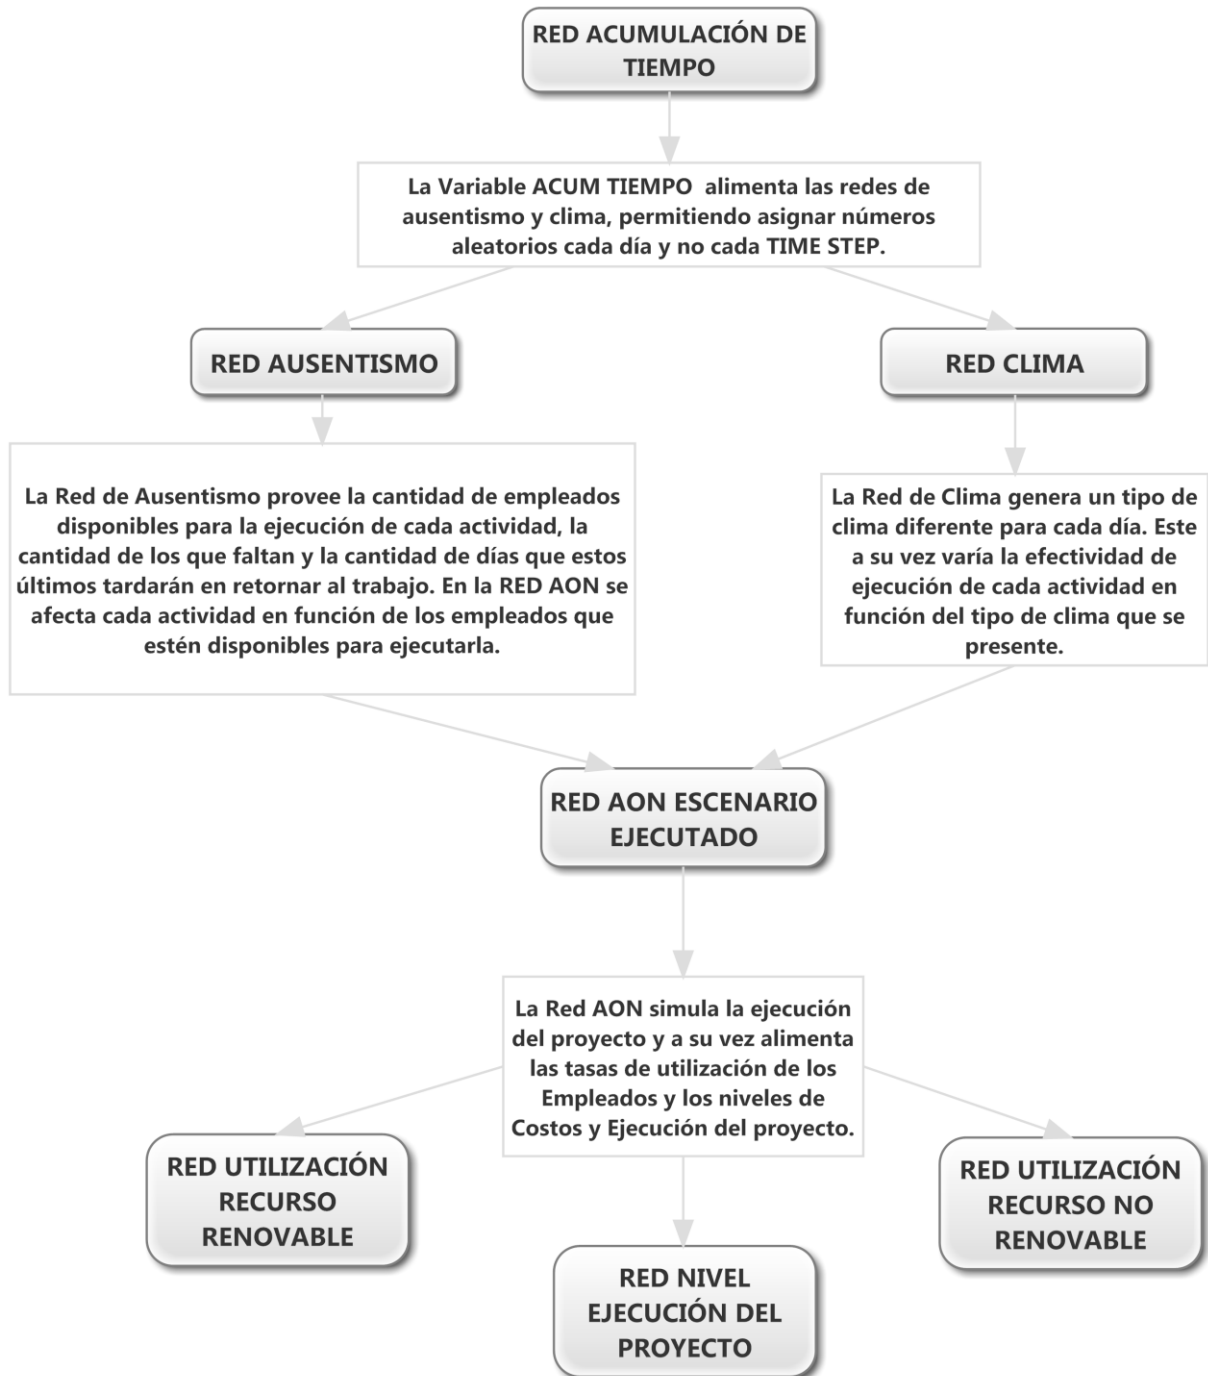 RED ACUMULACIÓN DE
TIEMPO
La Variable ACUM TIEMPO alimenta las redes de
ausentismo y clima, permitiendo asignar números
aleatorios cada día y no cada TIME STEP.
RED AUSENTISMO
RED CLIMA
La Red de Ausentismo provee la cantidad de empleados
disponibles para la ejecución de cada actividad, la
cantidad de los que faltan y la cantidad de días que estos
últimos tardarán en retornar al trabajo. En la RED AON se
afecta cada actividad en función de los empleados que
estén disponibles para ejecutarla.
La Red de Clima genera un tipo de
clima diferente para cada día. Este
a su vez varía la efectividad de
ejecución de cada actividad en
función del tipo de clima que se
presente.
RED AON ESCENARIO
EJECUTADO
La Red AON simula la ejecución
del proyecto y a su vez alimenta
las tasas de utilización de los
Empleados y los niveles de
Costos y Ejecución del proyecto.
RED UTILIZACIÓN
RECURSO
RENOVABLE
RED NIVEL
EJECUCIÓN DEL
PROYECTO
RED UTILIZACIÓN
RECURSO NO
RENOVABLE